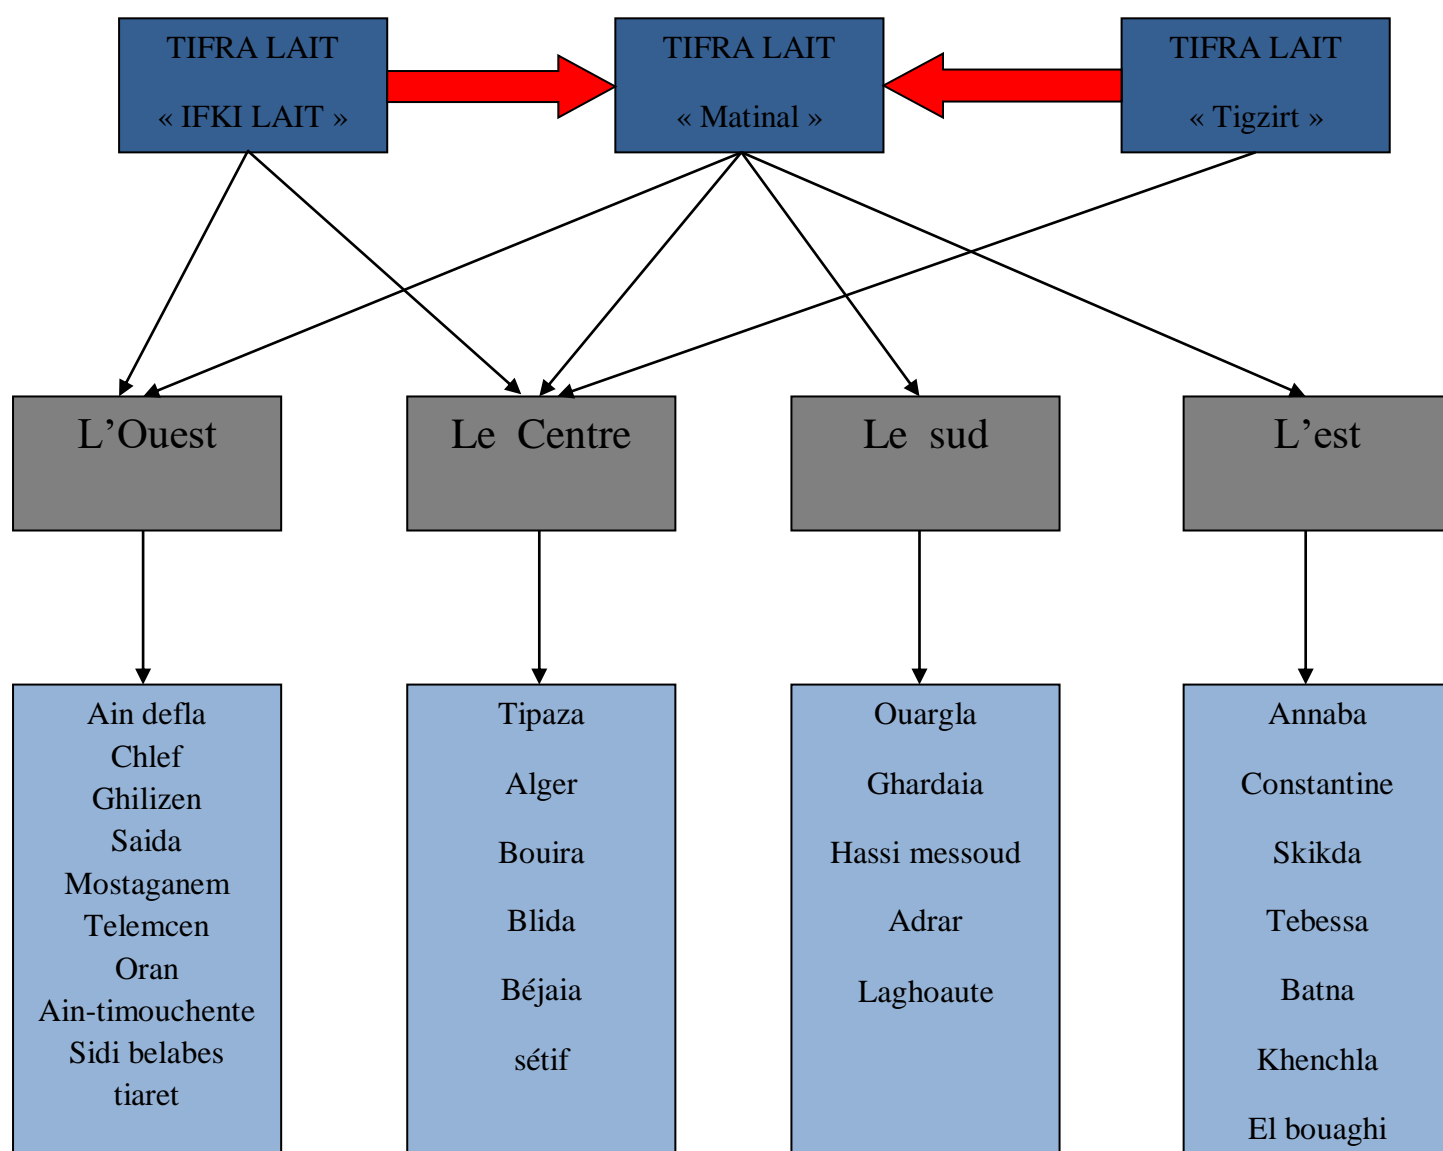 TIFRA LAIT
« IFKI LAIT »
TIFRA LAIT
« Matinal »
TIFRA LAIT
« Tigzirt »
L’Ouest
Le Centre
Le sud
L’est
Ain defla
Chlef
Ghilizen
Saida
Mostaganem
Telemcen
Oran
Ain-timouchente
Sidi belabes
tiaret
Tipaza
Alger
Bouira
Blida
Béjaia
sétif
Ouargla
Ghardaia
Hassi messoud
Adrar
Laghoaute
Annaba
Constantine
Skikda
Tebessa
Batna
Khenchla
El bouaghi